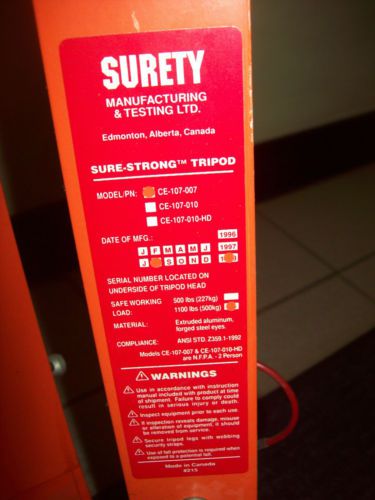 SURETY
MANUFACTURING
& TESTING LTD.
Edmonton, Alberta, Canada
SURE-STRONG™ TRIPOD
MODEL/PN: CE-107-007
CE-107-010
CE-107-010-HD
1996
DATE OF MFG.: J F M A M J 1997
J S O N D
SERIAL NUMBER LOCATED ON
UNDERSIDE OF TRIPOD HEAD
SAFE WORKING 500 lbs (227kg)
LOAD: 1100 lbs (500kg)
MATERIAL: Extruded aluminum,
forged steel eyes.
COMPLIANCE: ANSI STD. Z359.1-1992
Models CE-107-007 & CE-107-010-HD
are N.F.P.A. - 2 Person
⚠ WARNINGS
⚠ Use in accordance with instruction
manual included with product at time
of shipment. Failure to comply could
result in serious injury or death.
⚠ Inspect equipment prior to each use.
⚠ If inspection reveals damage, misuse
or alteration of equipment, it should
be removed from service.
⚠ Secure tripod legs with webbing
security straps.
⚠ Use of fall protection is required when
exposed to a potential fall.
Made in Canada
#215